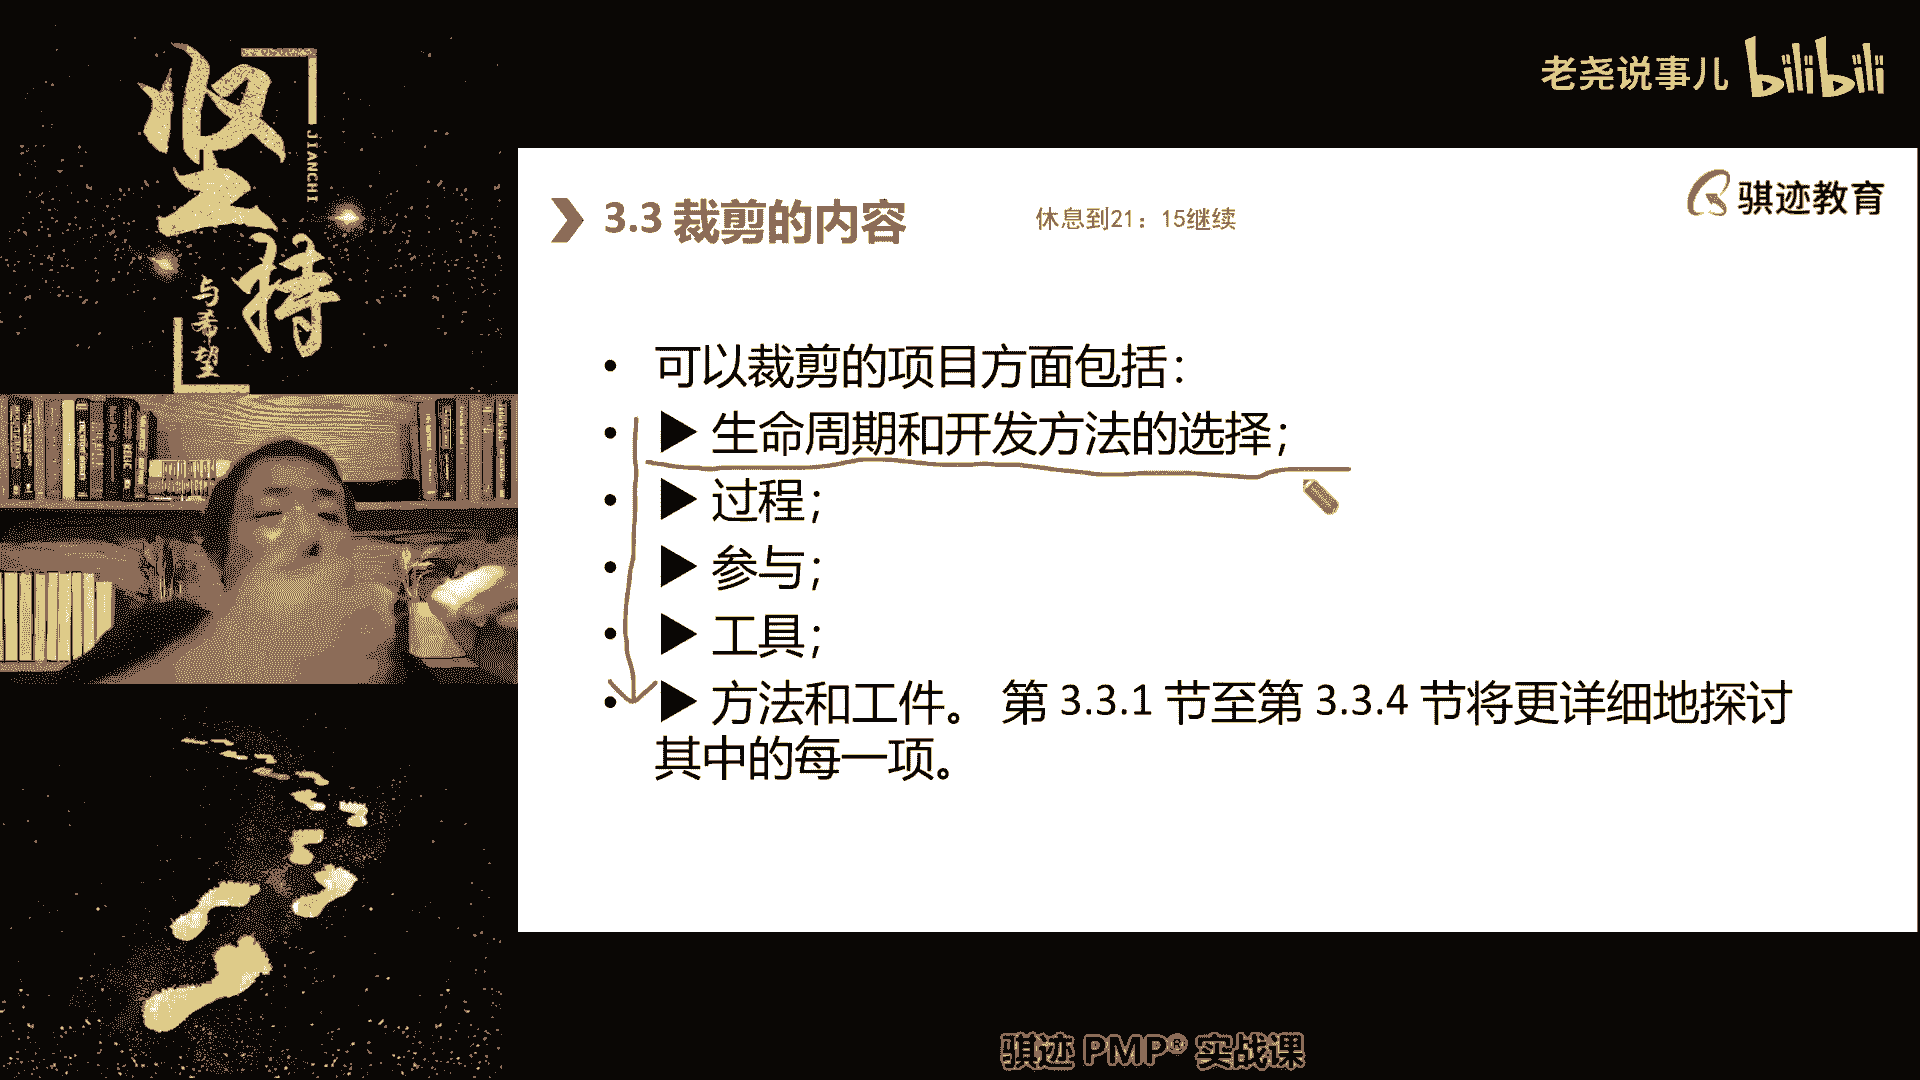 坚持
JIANCHI
与希望
老尧说事儿 bilibili
骐迹教育
3.3 裁剪的内容
休息到21：15继续
• 可以裁剪的项目方面包括：
• ▶ 生命周期和开发方法的选择；
• ▶ 过程；
• ▶ 参与；
• ▶ 工具；
• ▶ 方法和工件。 第 3.3.1 节至第 3.3.4 节将更详细地探讨
其中的每一项。
骐迹 PMP® 实战课